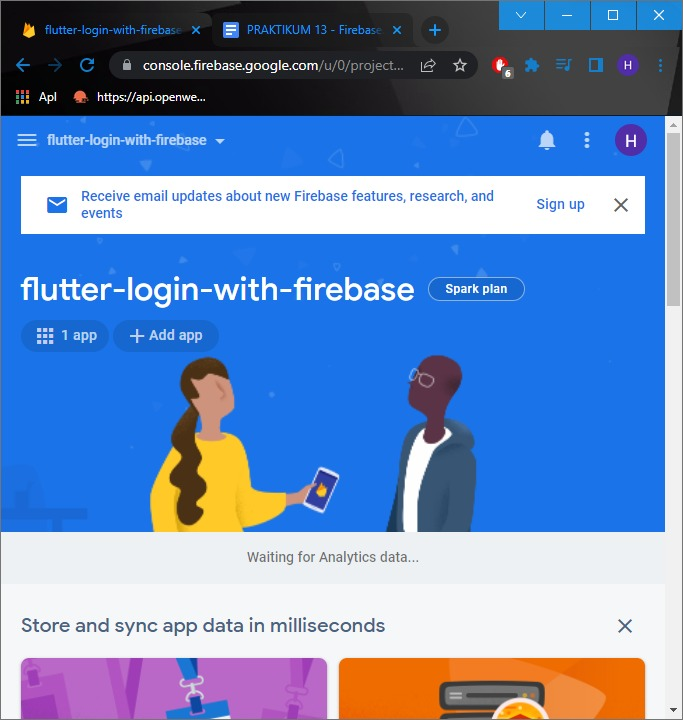 flutter-login-with-firebase
PRAKTIKUM 13 - Firebase
console.firebase.google.com/u/0/project...
6
H
Apl
https://api.openwe...
flutter-login-with-firebase
H
Receive email updates about new Firebase features, research, and
events
Sign up
flutter-login-with-firebase
Spark plan
1 app
Add app
Waiting for Analytics data...
Store and sync app data in milliseconds